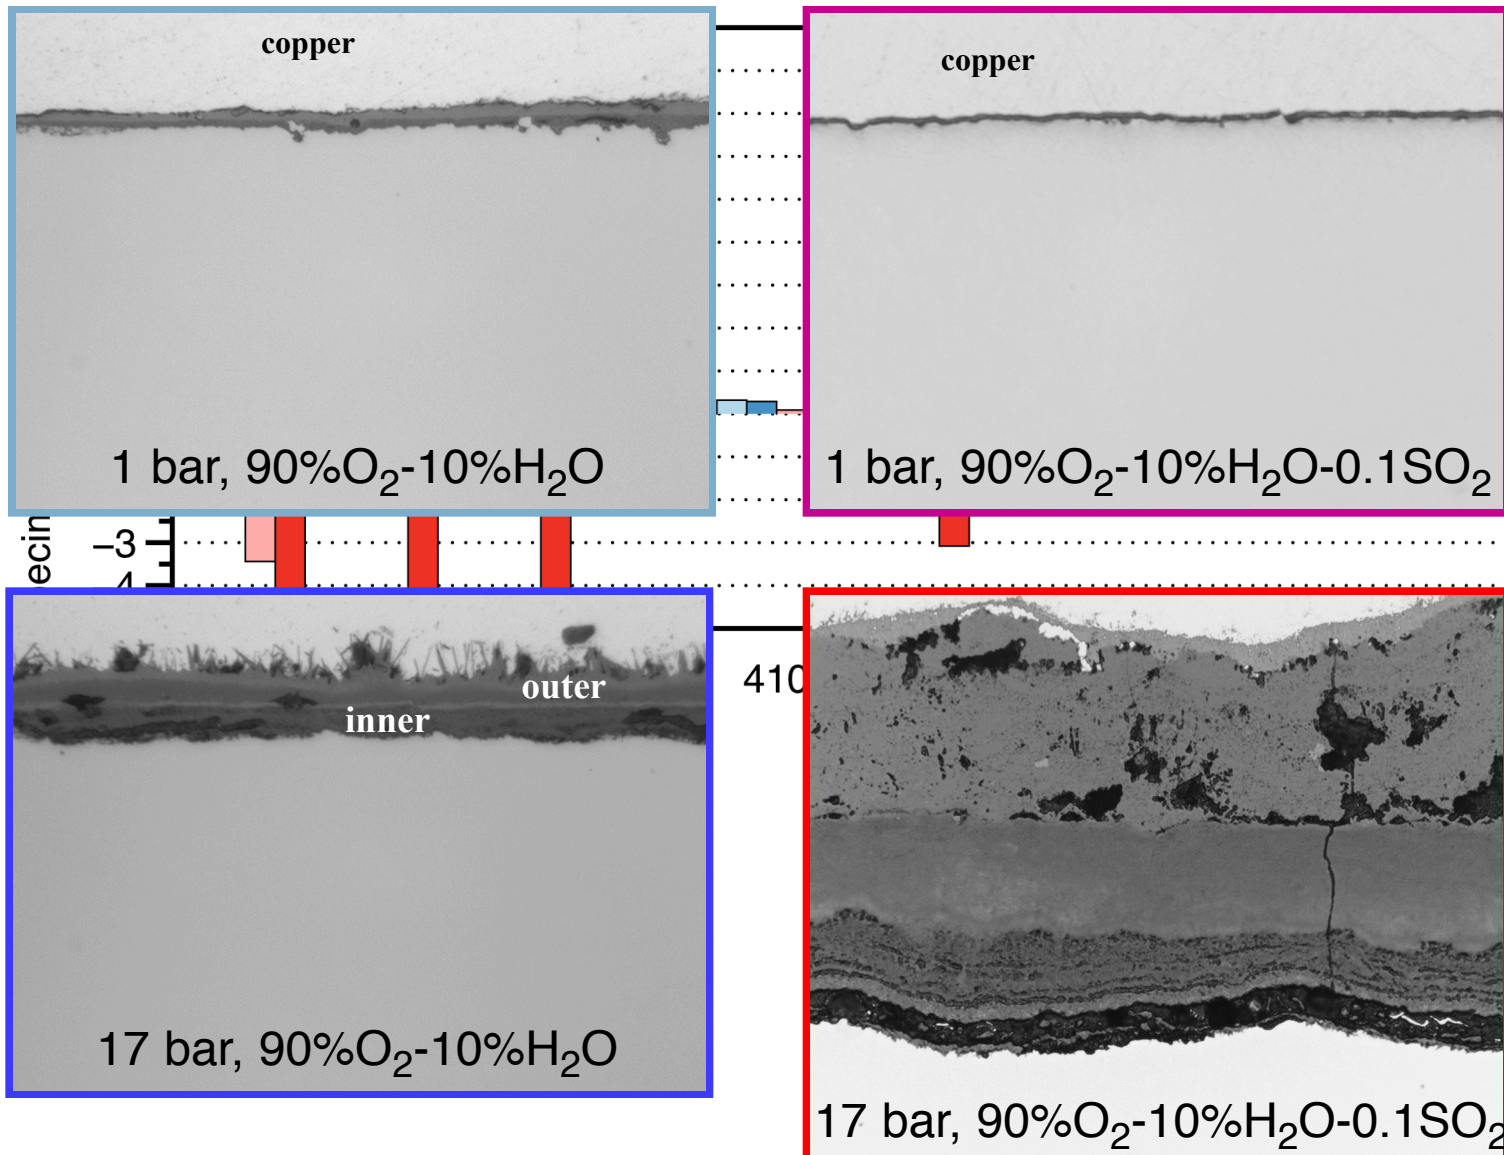 copper
copper
1 bar, 90%O₂-10%H₂O
1 bar, 90%O₂-10%H₂O-0.1SO₂
ecin
−3
outer
inner
410
17 bar, 90%O₂-10%H₂O
17 bar, 90%O₂-10%H₂O-0.1SO₂